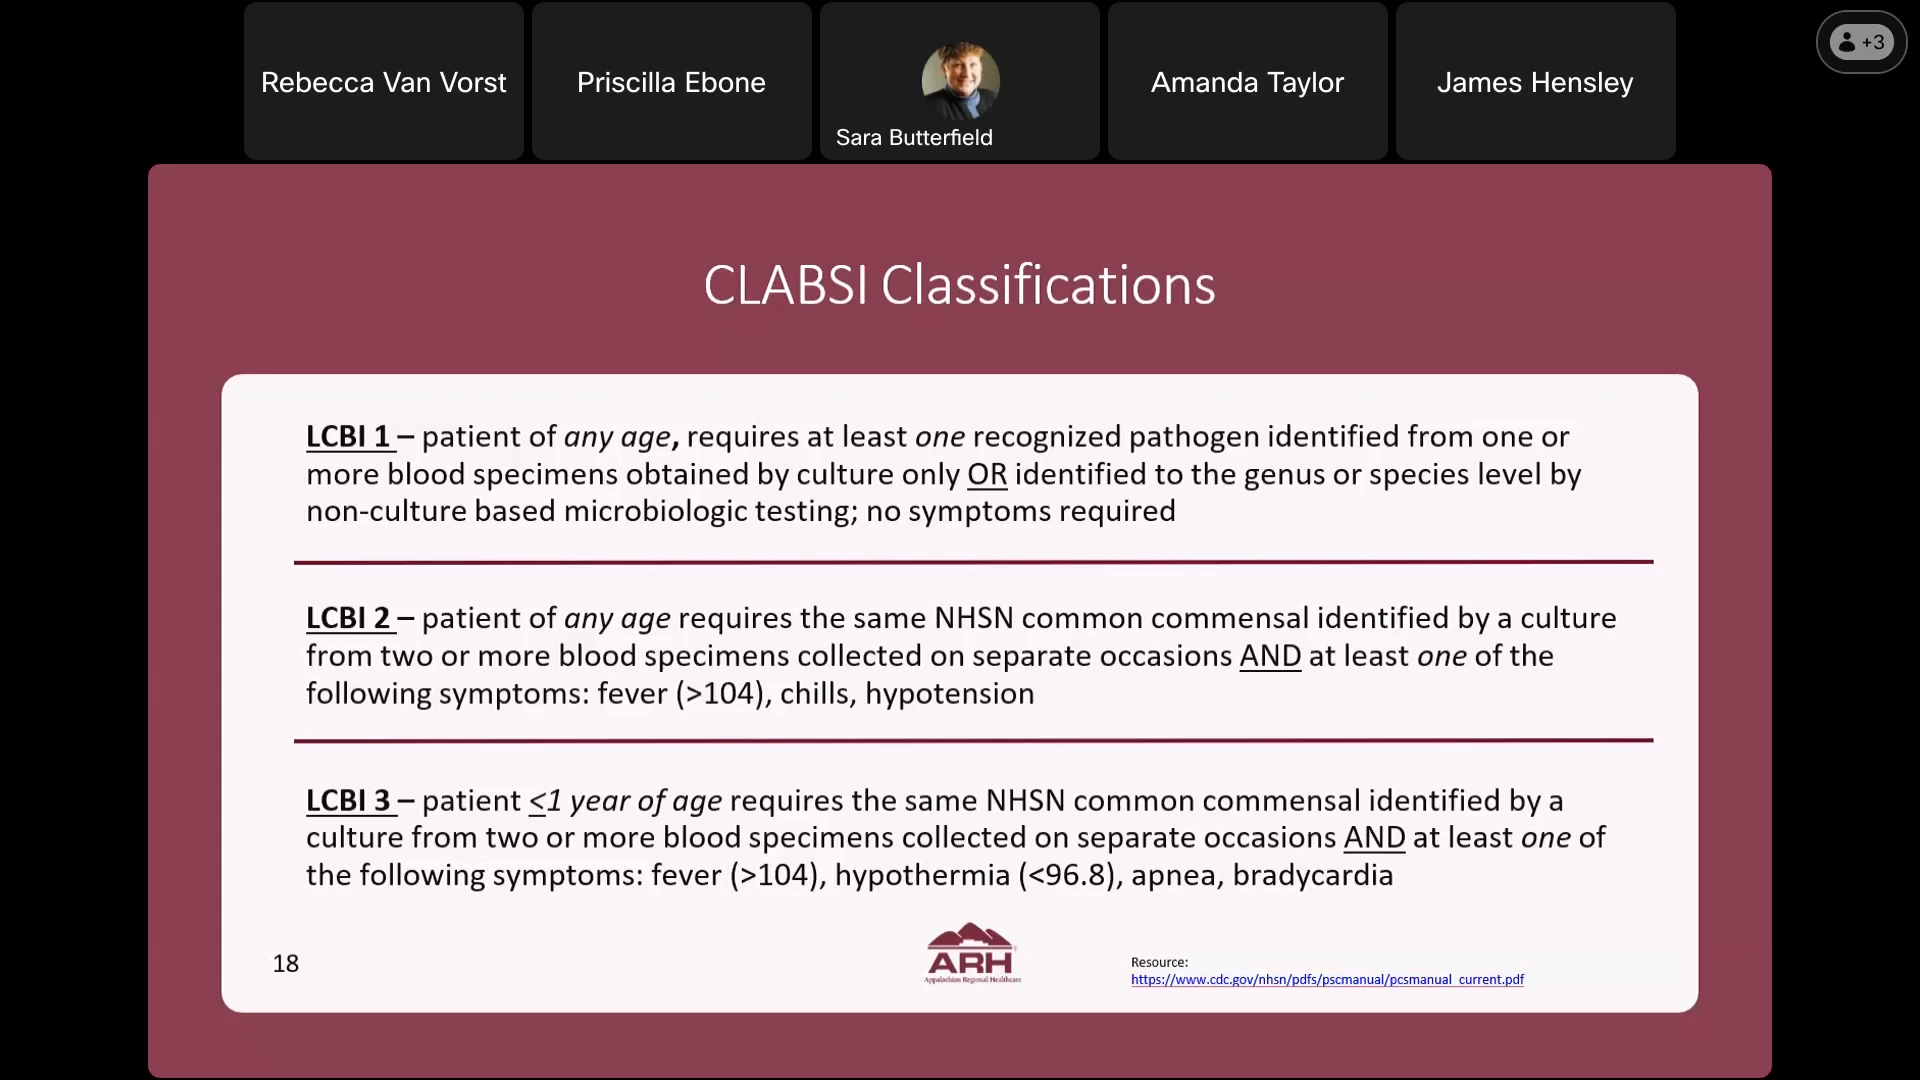 Rebecca Van Vorst
Priscilla Ebone
Sara Butterfield
Amanda Taylor
James Hensley
+3
CLABSI Classifications
LCBI 1 – patient of any age, requires at least one recognized pathogen identified from one or
more blood specimens obtained by culture only OR identified to the genus or species level by
non-culture based microbiologic testing; no symptoms required
LCBI 2 – patient of any age requires the same NHSN common commensal identified by a culture
from two or more blood specimens collected on separate occasions AND at least one of the
following symptoms: fever (>104), chills, hypotension
LCBI 3 – patient <1 year of age requires the same NHSN common commensal identified by a
culture from two or more blood specimens collected on separate occasions AND at least one of
the following symptoms: fever (>104), hypothermia (<96.8), apnea, bradycardia
18
ARH
Appalachian Regional Healthcare
Resource:
https://www.cdc.gov/nhsn/pdfs/pscmanual/pcsmanual_current.pdf